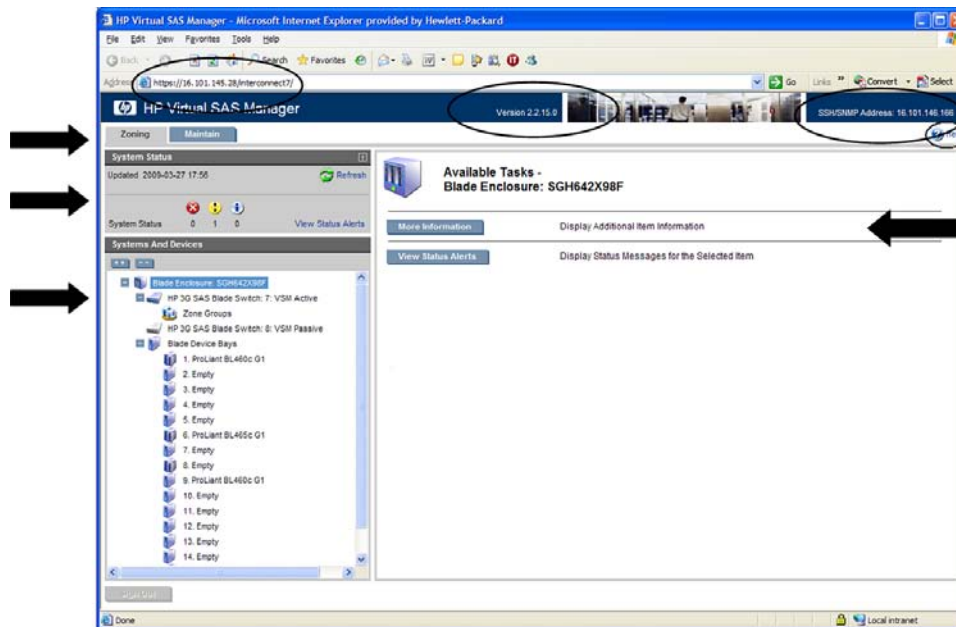 HP Virtual SAS Manager - Microsoft Internet Explorer provided by Hewlett-Packard
File Edit View Favorites Tools Help
Back Search Favorites
Address https://16.101.145.28/interconnect7/ Go Links » Convert Select
HP Virtual SAS Manager Version 2.2.15.0 SSH/SNMP Address: 16.101.146.166
Zoning Maintain
System Status
Updated 2009-03-27 17:56 Refresh
System Status 0 1 0 View Status Alerts
Systems And Devices
Blade Enclosure: SGH642X98F
HP 3G SAS Blade Switch: 7: VSM Active
Zone Groups
HP 3G SAS Blade Switch: 8: VSM Passive
Blade Device Bays
1. ProLiant BL460c G1
2. Empty
3. Empty
4. Empty
5. Empty
6. ProLiant BL465c G1
7. Empty
8. Empty
9. ProLiant BL460c G1
10. Empty
11. Empty
12. Empty
13. Empty
14. Empty
Sign Out
Available Tasks -
Blade Enclosure: SGH642X98F
More Information Display Additional Item Information
View Status Alerts Display Status Messages for the Selected Item
Done Local intranet